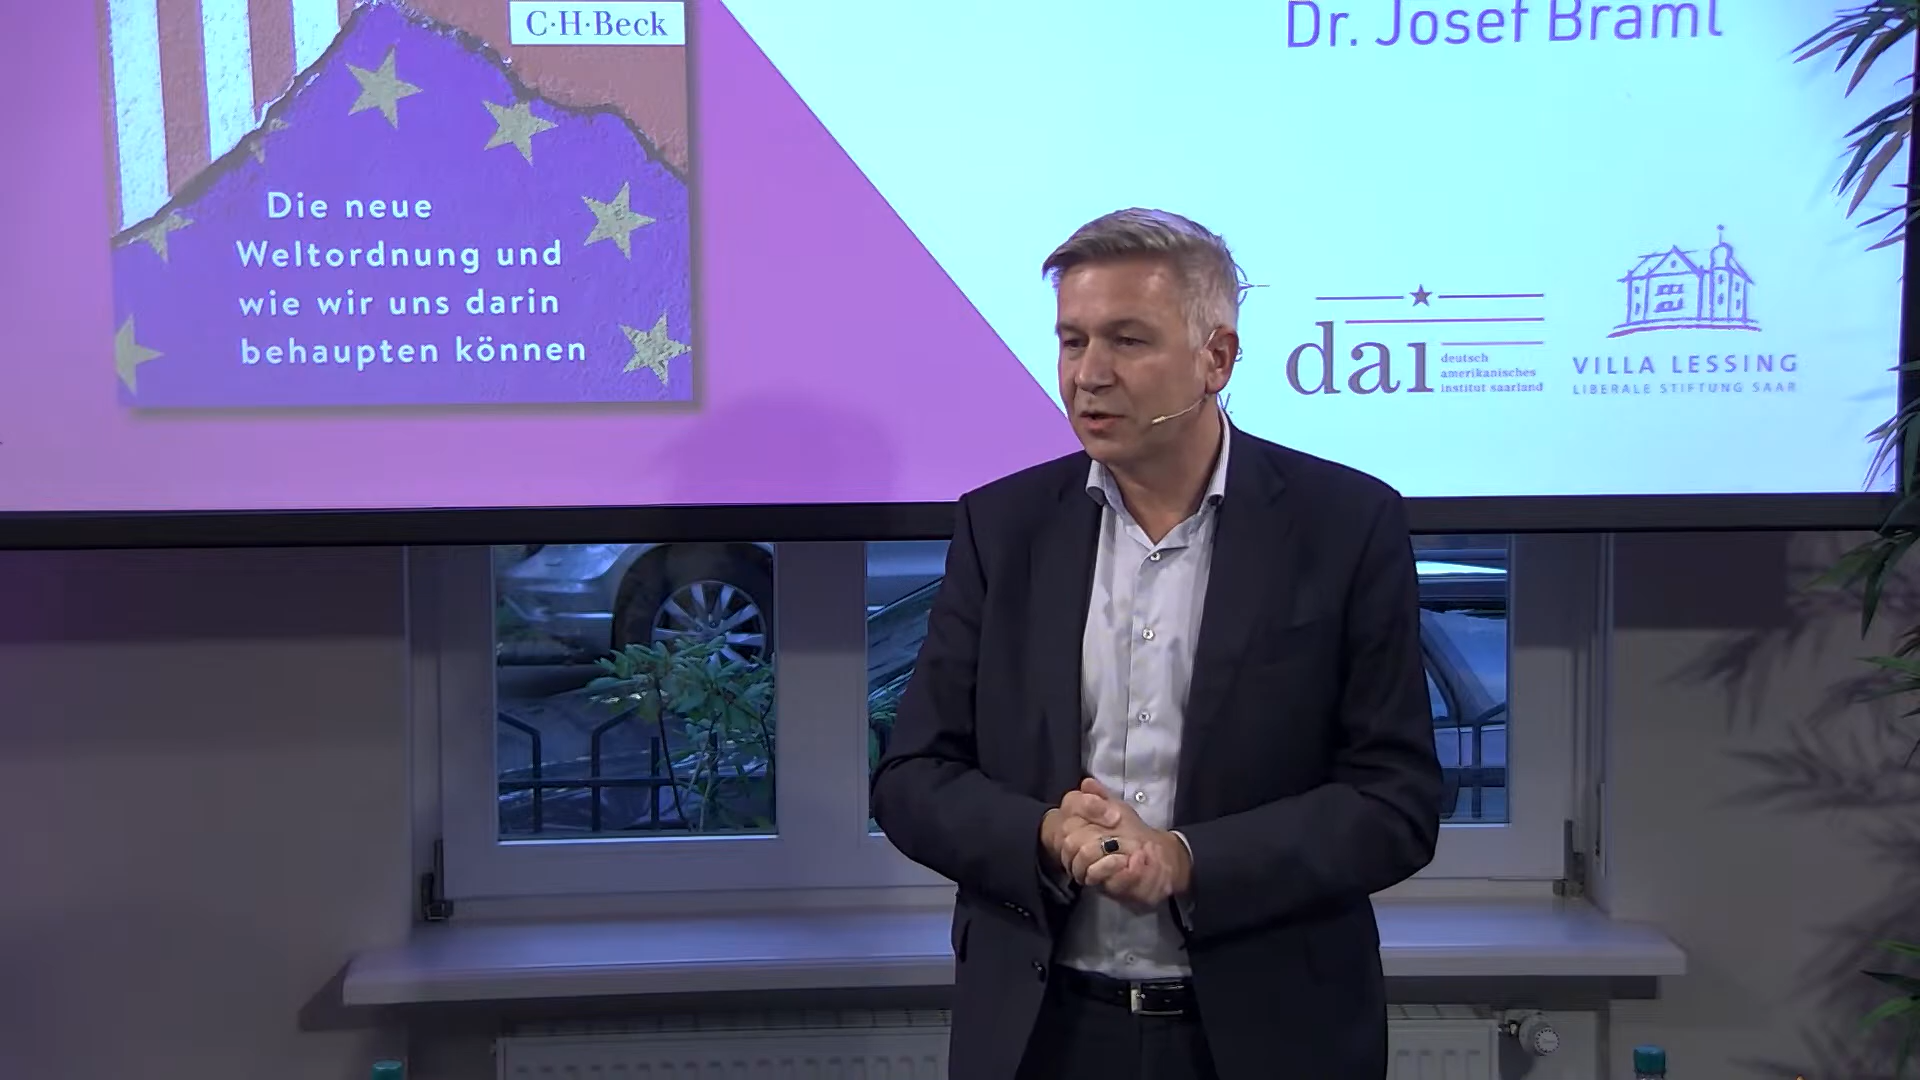 C·H·Beck
Die neue
Weltordnung und
wie wir uns darin
behaupten können
Dr. Josef Braml
dai
deutsch
amerikanisches
institut saarland
VILLA LESSING
LIBERALE STIFTUNG SAAR